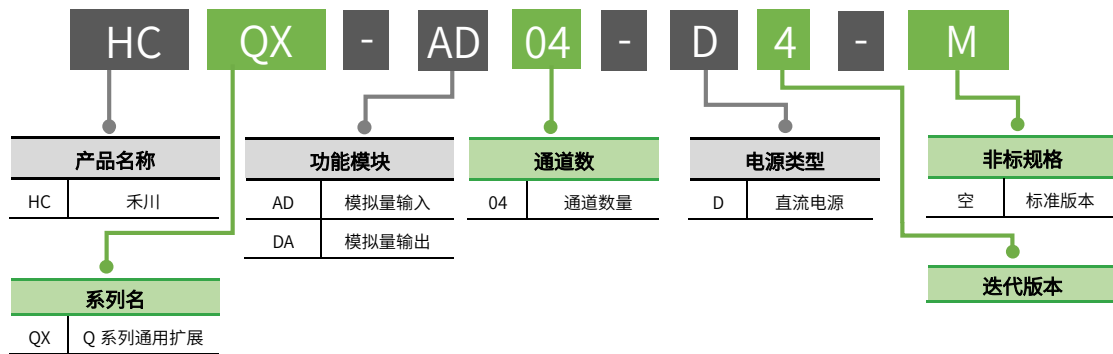 HC QX - AD 04 - D 4 - M
产品名称
HC 禾川
功能模块
AD 模拟量输入
DA 模拟量输出
通道数
04 通道数量
电源类型
D 直流电源
非标规格
空 标准版本
系列名
QX Q 系列通用扩展
迭代版本